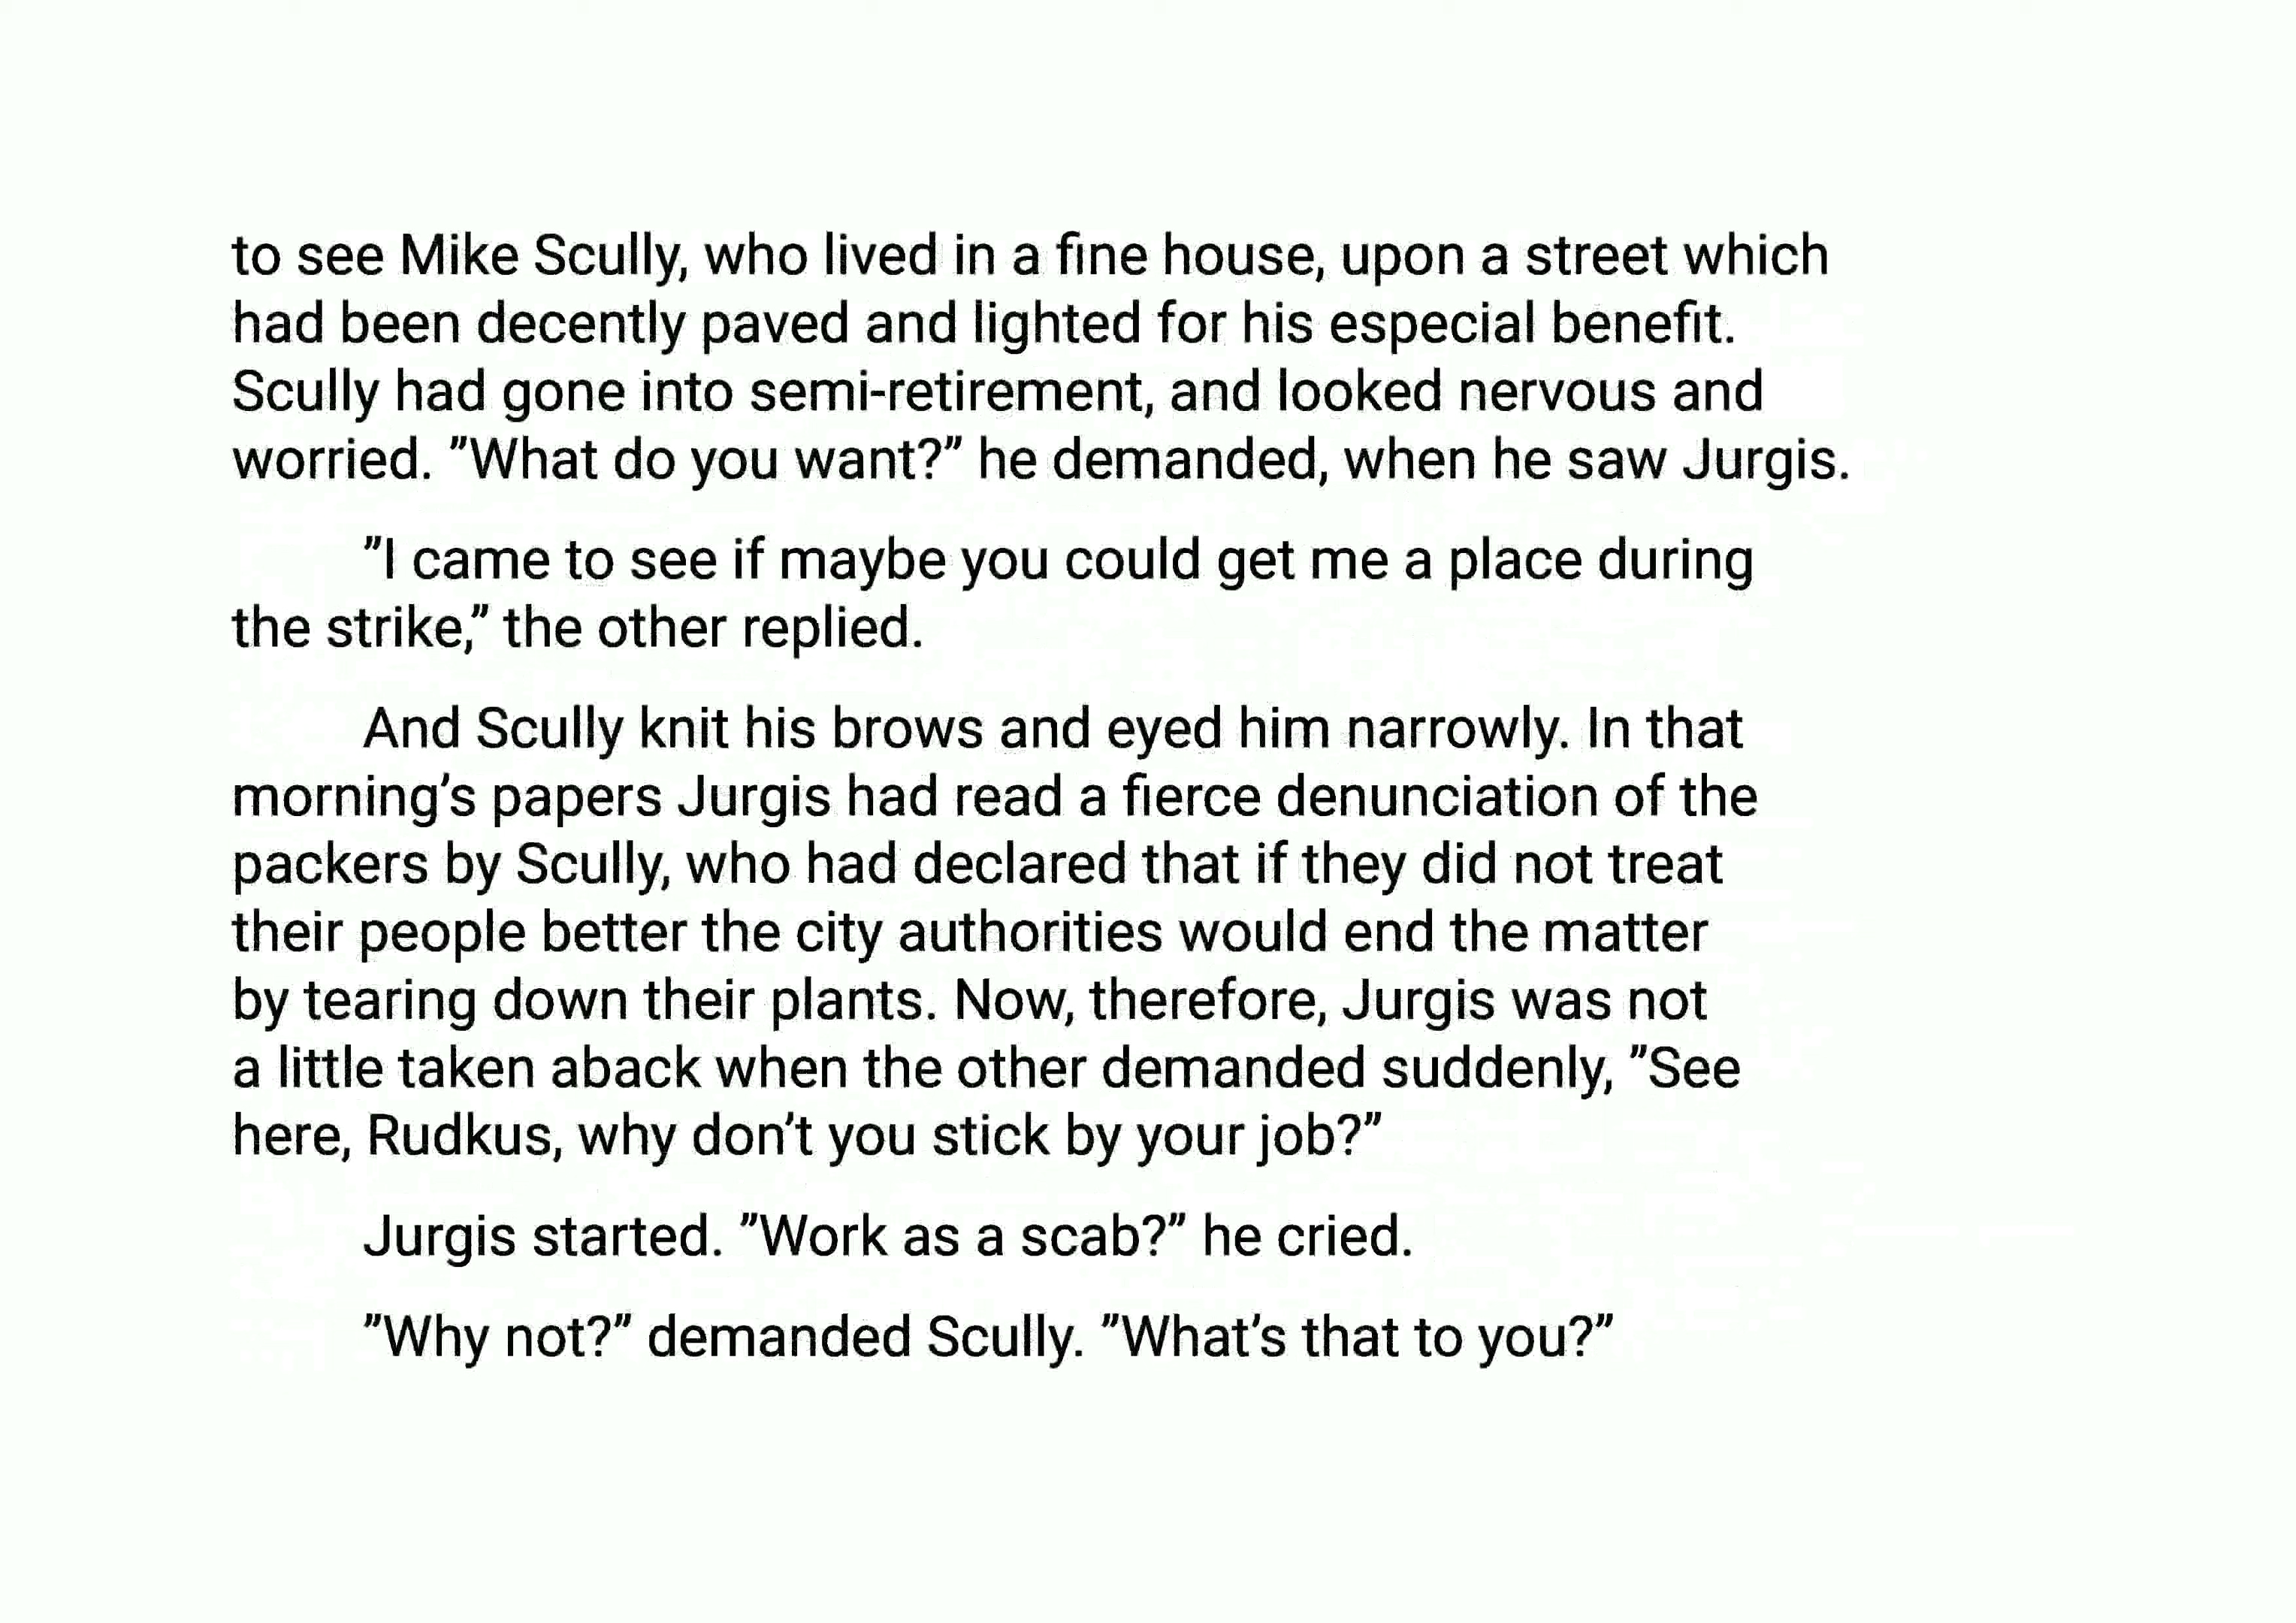 to see Mike Scully, who lived in a fine house, upon a street which
had been decently paved and lighted for his especial benefit.
Scully had gone into semi-retirement, and looked nervous and
worried. ”What do you want?” he demanded, when he saw Jurgis.
”I came to see if maybe you could get me a place during
the strike,” the other replied.
And Scully knit his brows and eyed him narrowly. In that
morning’s papers Jurgis had read a fierce denunciation of the
packers by Scully, who had declared that if they did not treat
their people better the city authorities would end the matter
by tearing down their plants. Now, therefore, Jurgis was not
a little taken aback when the other demanded suddenly, ”See
here, Rudkus, why don’t you stick by your job?”
Jurgis started. ”Work as a scab?” he cried.
”Why not?” demanded Scully. ”What’s that to you?”